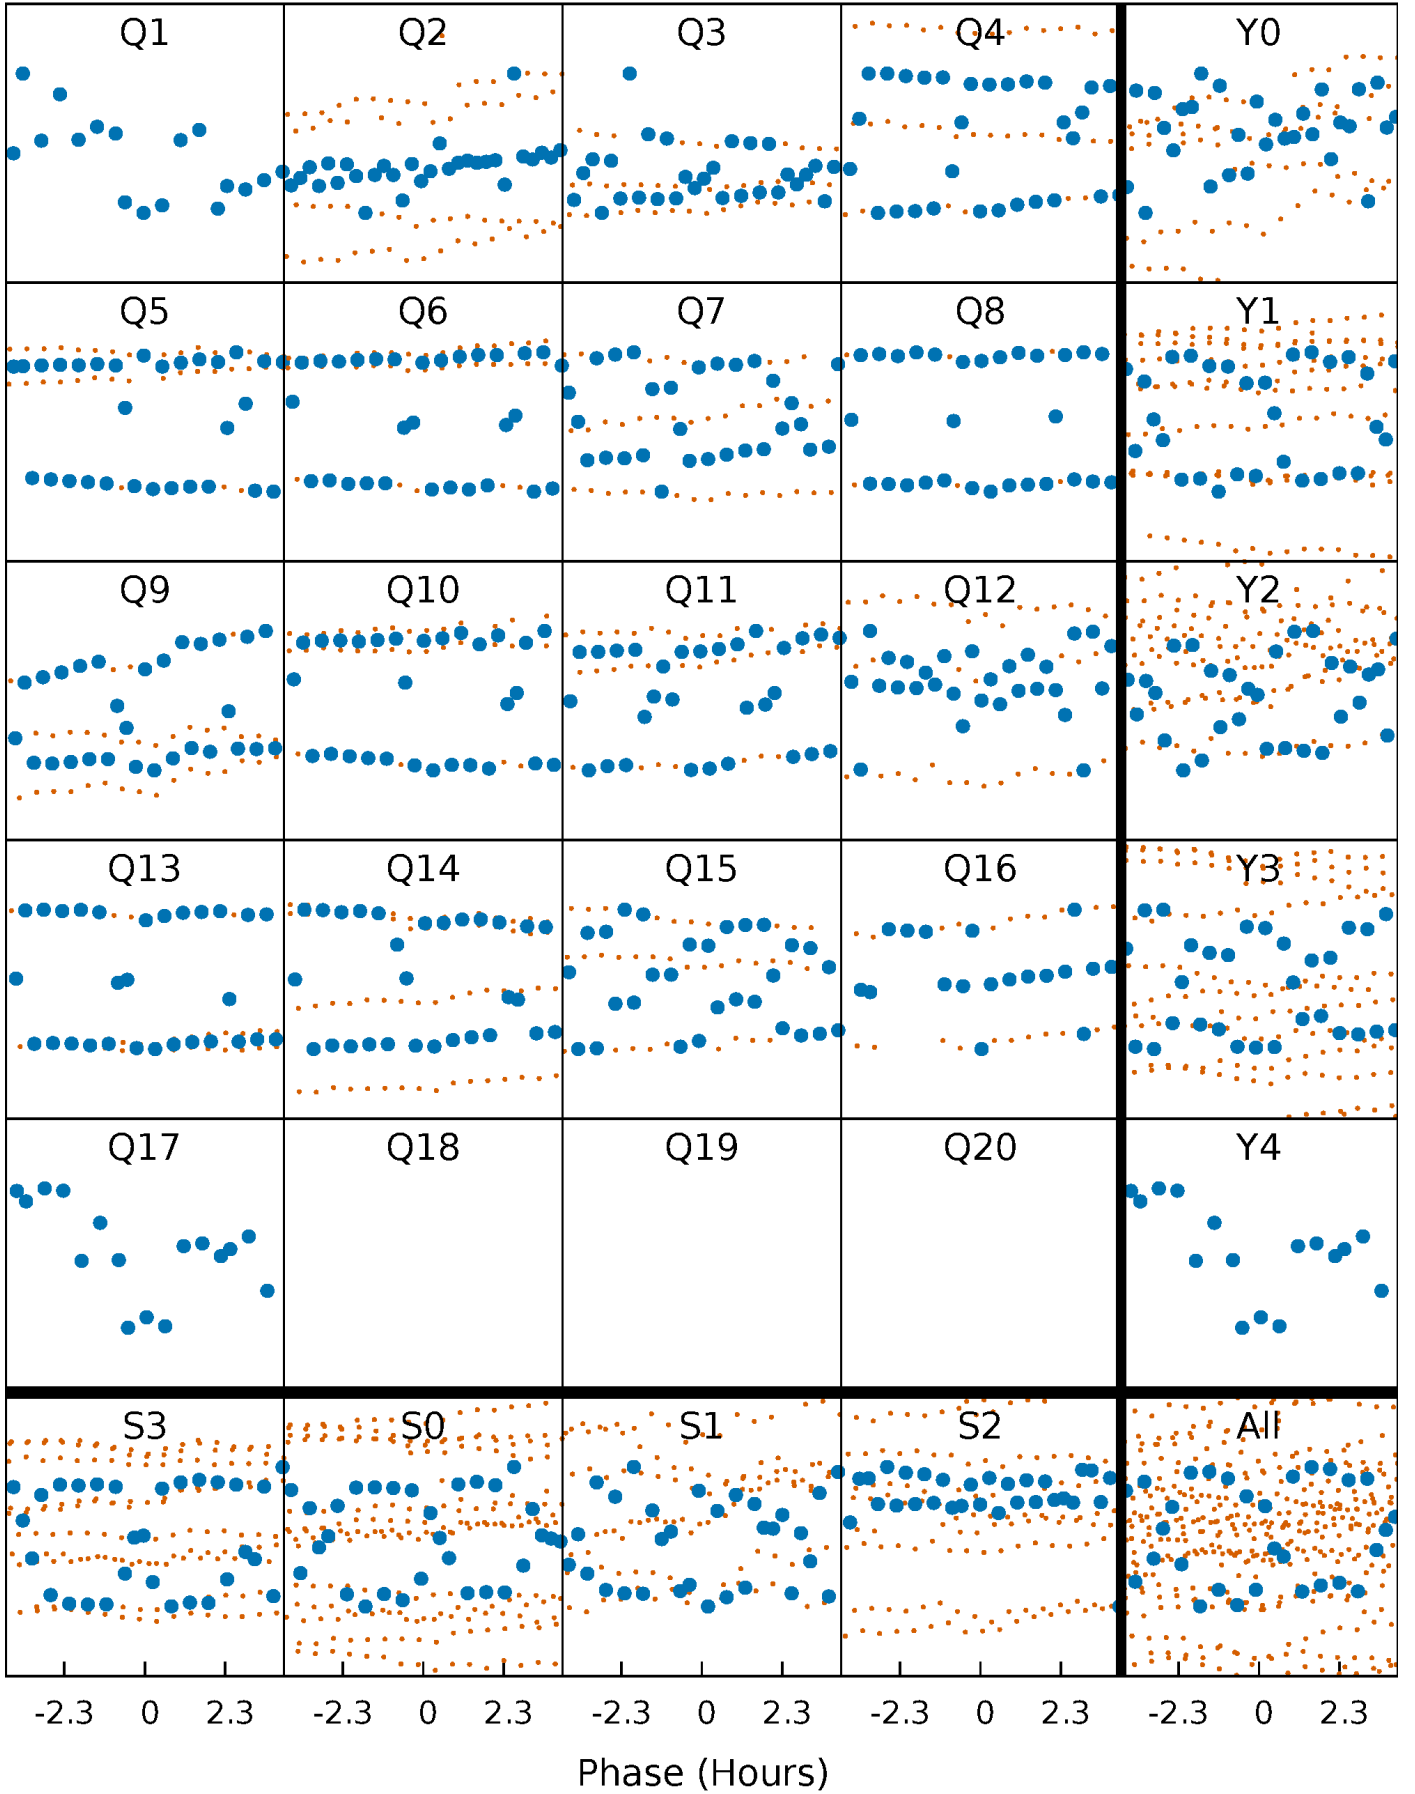 Q1 Q2 Q3 Q4 Y0
Q5 Q6 Q7 Q8 Y1
Q9 Q10 Q11 Q12 Y2
Q13 Q14 Q15 Q16 Y3
Q17 Q18 Q19 Q20 Y4
S3 S0 S1 S2 All
-2.3 0 2.3 -2.3 0 2.3 -2.3 0 2.3 -2.3 0 2.3 -2.3 0 2.3
Phase (Hours)